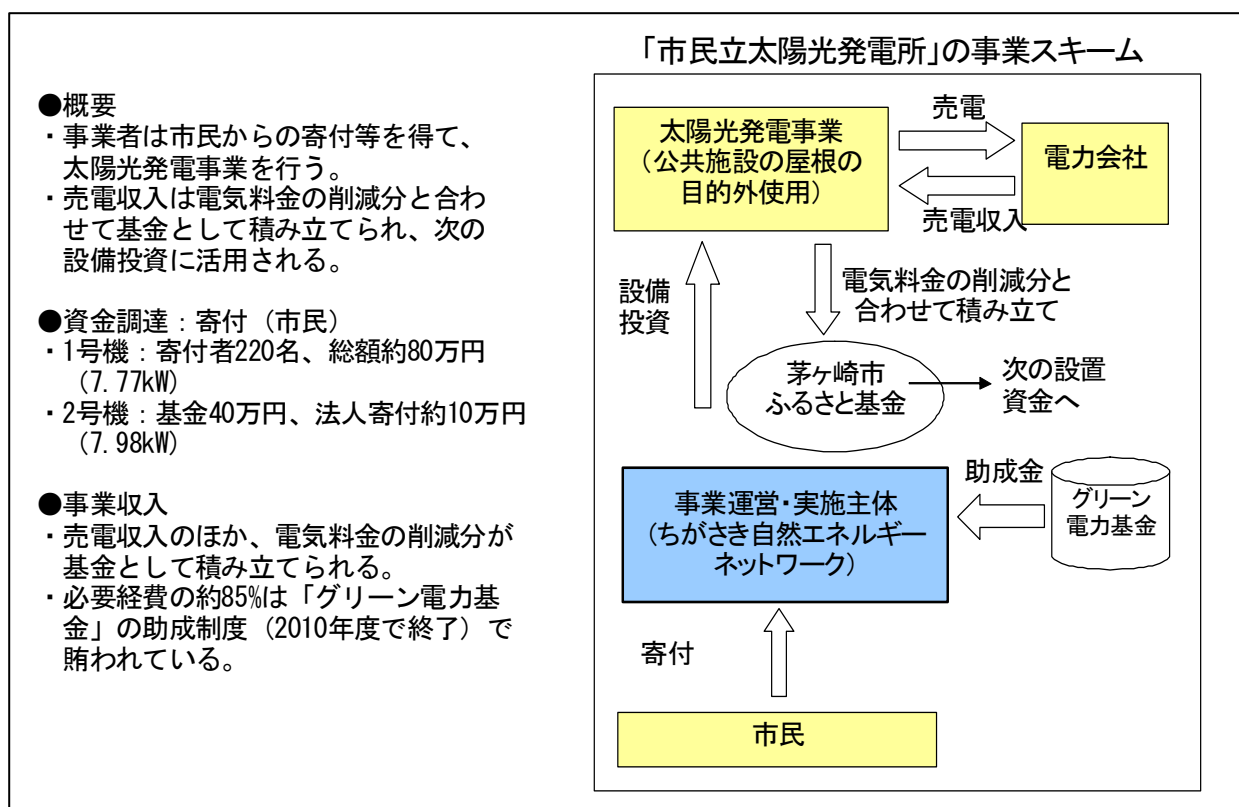 「市民立太陽光発電所」の事業スキーム
●概要
・事業者は市民からの寄付等を得て、
太陽光発電事業を行う。
・売電収入は電気料金の削減分と合わ
せて基金として積み立てられ、次の
設備投資に活用される。
●資金調達：寄付（市民）
・1号機：寄付者220名、総額約80万円
（7.77kW）
・2号機：基金40万円、法人寄付約10万円
（7.98kW）
●事業収入
・売電収入のほか、電気料金の削減分が
基金として積み立てられる。
・必要経費の約85%は「グリーン電力基
金」の助成制度（2010年度で終了）で
賄われている。
太陽光発電事業
（公共施設の屋根の
目的外使用）
売電
電力会社
売電収入
設備
投資
電気料金の削減分と
合わせて積み立て
茅ヶ崎市
ふるさと基金
次の設置
資金へ
事業運営・実施主体
（ちがさき自然エネルギー
ネットワーク）
助成金
グリーン
電力基金
寄付
市民